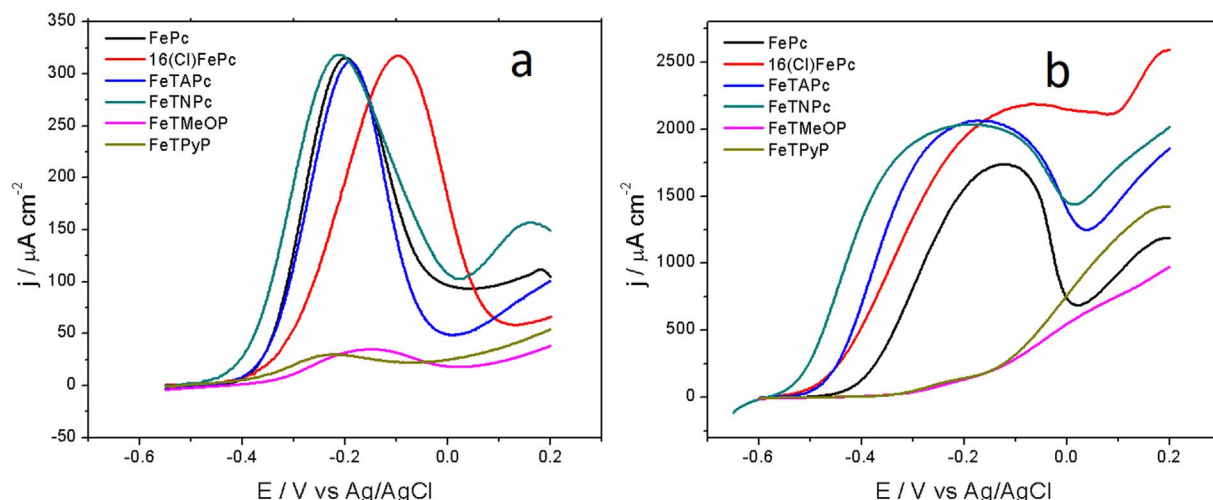 350
300
250
200
150
100
50
0
-50
j / μA cm⁻²
FePc
16(Cl)FePc
FeTAPc
FeTNPc
FeTMeOP
FeTPyP
a
-0.6
-0.4
-0.2
0.0
0.2
E / V vs Ag/AgCl
2500
2000
1500
1000
500
0
j / μA cm⁻²
FePc
16(Cl)FePc
FeTAPc
FeTNPc
FeTMeOP
FeTPyP
b
-0.6
-0.4
-0.2
0.0
0.2
E / V vs Ag/AgCl